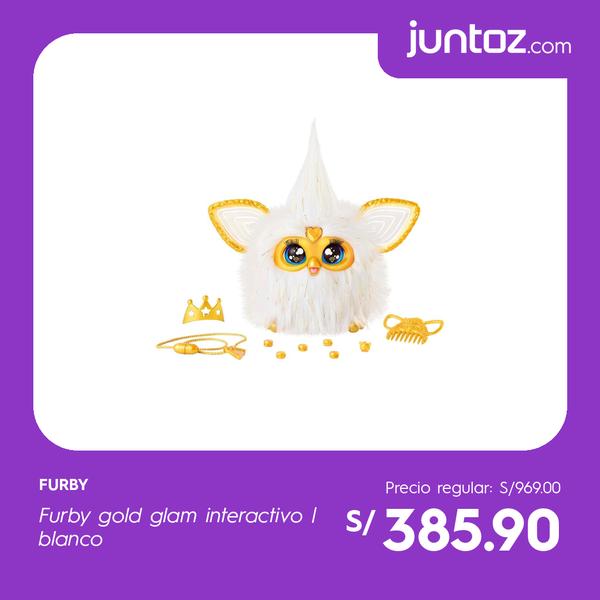 juntoz.com
FURBY
Furby gold glam interactivo |
blanco
Precio regular: S/969.00
S/ 385.90